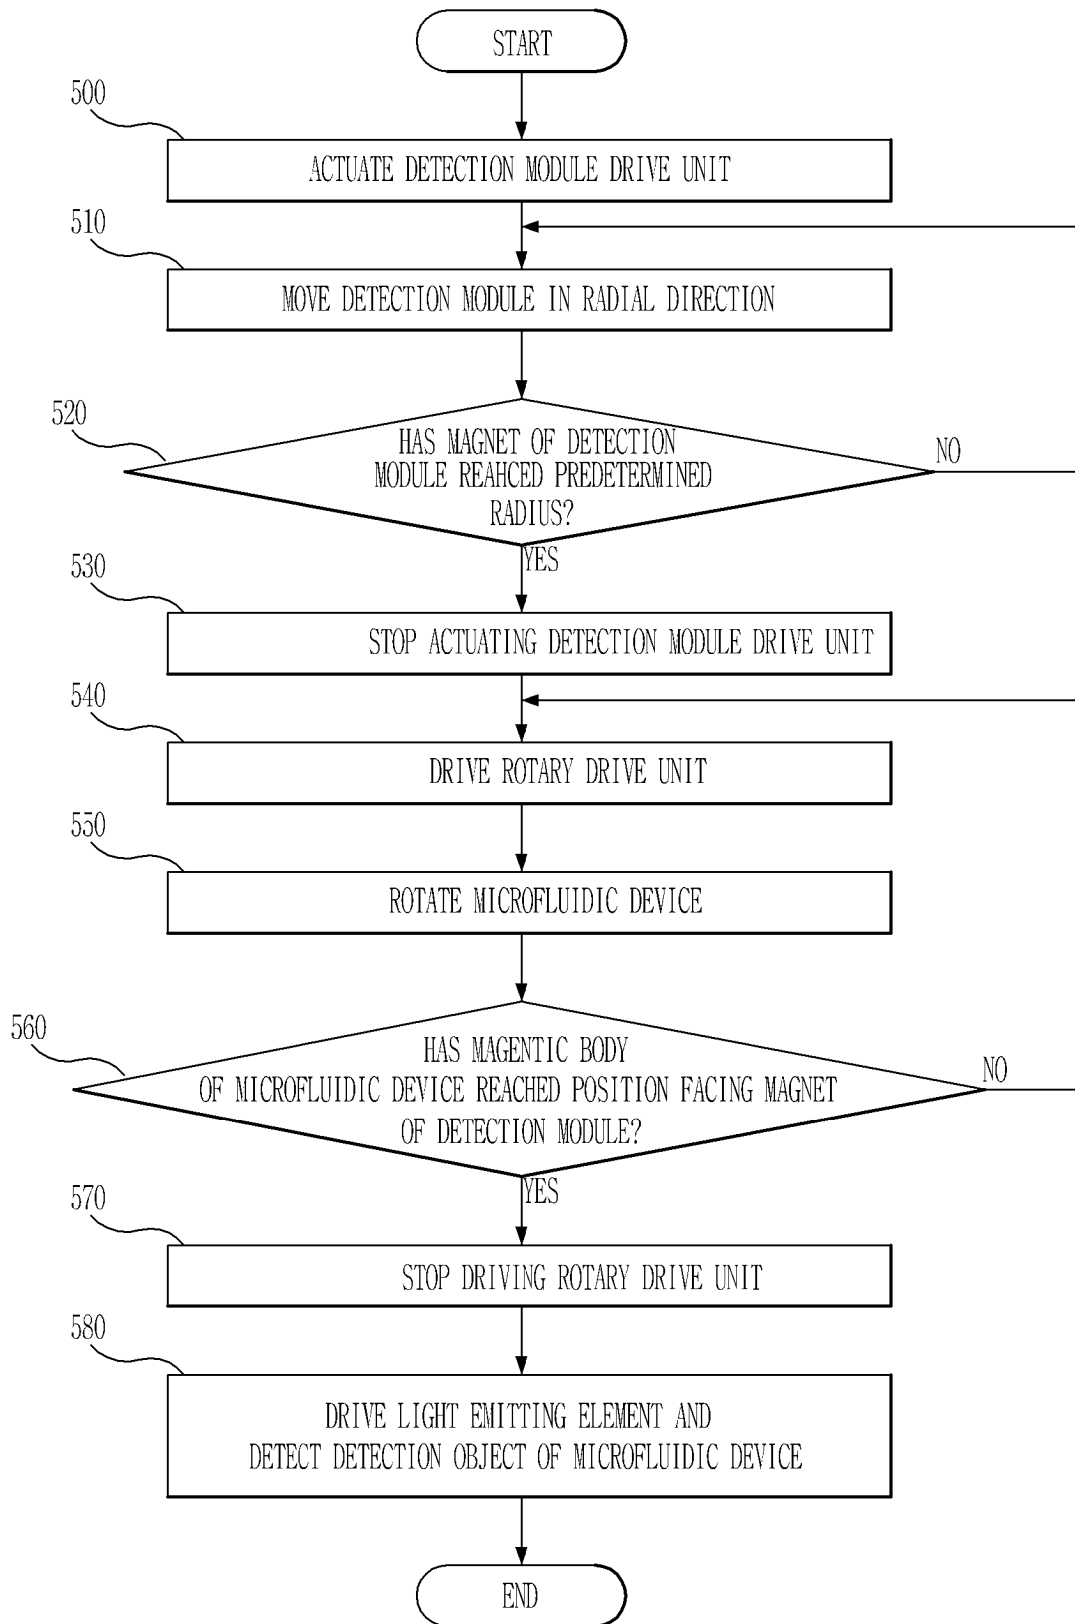 START
500
ACTUATE DETECTION MODULE DRIVE UNIT
510
MOVE DETECTION MODULE IN RADIAL DIRECTION
520
HAS MAGNET OF DETECTION
MODULE REAHCED PREDETERMINED
RADIUS?
NO
YES
530
STOP ACTUATING DETECTION MODULE DRIVE UNIT
540
DRIVE ROTARY DRIVE UNIT
550
ROTATE MICROFLUIDIC DEVICE
560
HAS MAGENTIC BODY
OF MICROFLUIDIC DEVICE REACHED POSITION FACING MAGNET
OF DETECTION MODULE?
NO
YES
570
STOP DRIVING ROTARY DRIVE UNIT
580
DRIVE LIGHT EMITTING ELEMENT AND
DETECT DETECTION OBJECT OF MICROFLUIDIC DEVICE
END